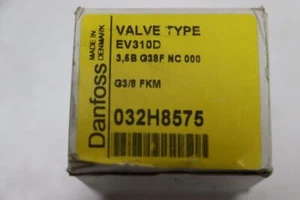 VALVE TYPE
EV310D
3,5B G38F NC 000
G3/8 FKM
032H8575
Danfoss
MADE IN
DENMARK